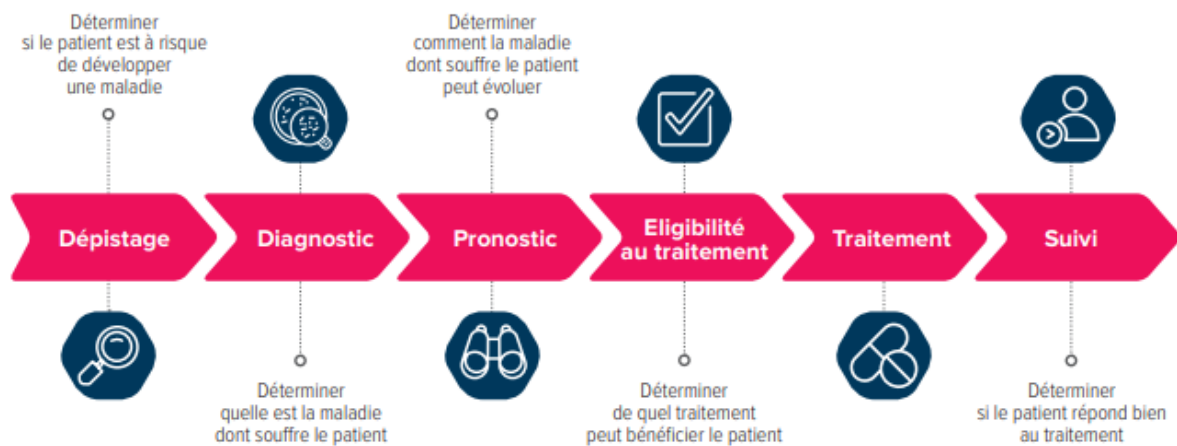 Déterminer
si le patient est à risque
de développer
une maladie
Déterminer
comment la maladie
dont souffre le patient
peut évoluer
Dépistage
Diagnostic
Pronostic
Eligibilité
au traitement
Traitement
Suivi
Déterminer
quelle est la maladie
dont souffre le patient
Déterminer
de quel traitement
peut bénéficier le patient
Déterminer
si le patient répond bien
au traitement